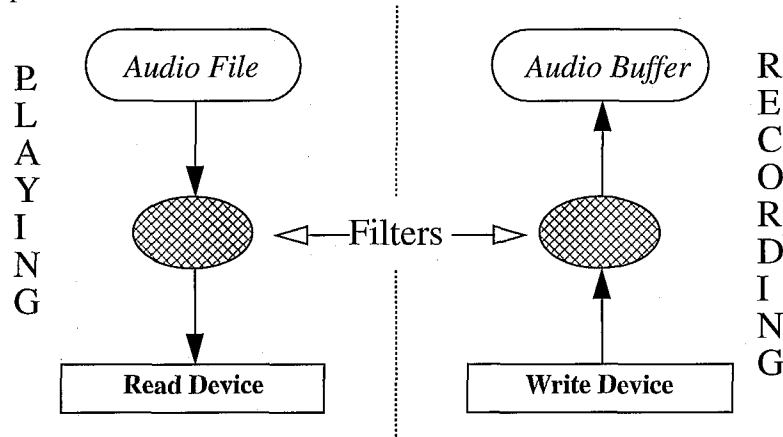 PLAYING
Audio File
Read Device
Filters
Audio Buffer
Write Device
RECORDING